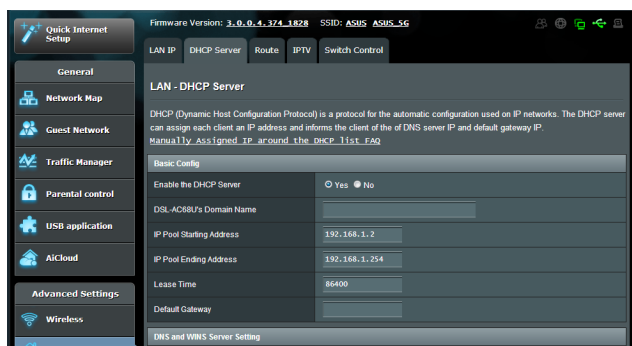 Quick Internet
Setup
Firmware Version: 3.0.0.4.374_1828 SSID: ASUS ASUS_5G
LAN IP
DHCP Server
Route
IPTV
Switch Control
General
Network Map
Guest Network
Traffic Manager
Parental control
USB application
AiCloud
Advanced Settings
Wireless
LAN - DHCP Server
DHCP (Dynamic Host Configuration Protocol) is a protocol for the automatic configuration used on IP networks. The DHCP server
can assign each client an IP address and informs the client of the of DNS server IP and default gateway IP.
Manually Assigned IP around the DHCP list FAQ
Basic Config
Enable the DHCP Server Yes No
DSL-AC68U's Domain Name
IP Pool Starting Address 192.168.1.2
IP Pool Ending Address 192.168.1.254
Lease Time 86400
Default Gateway
DNS and WINS Server Setting